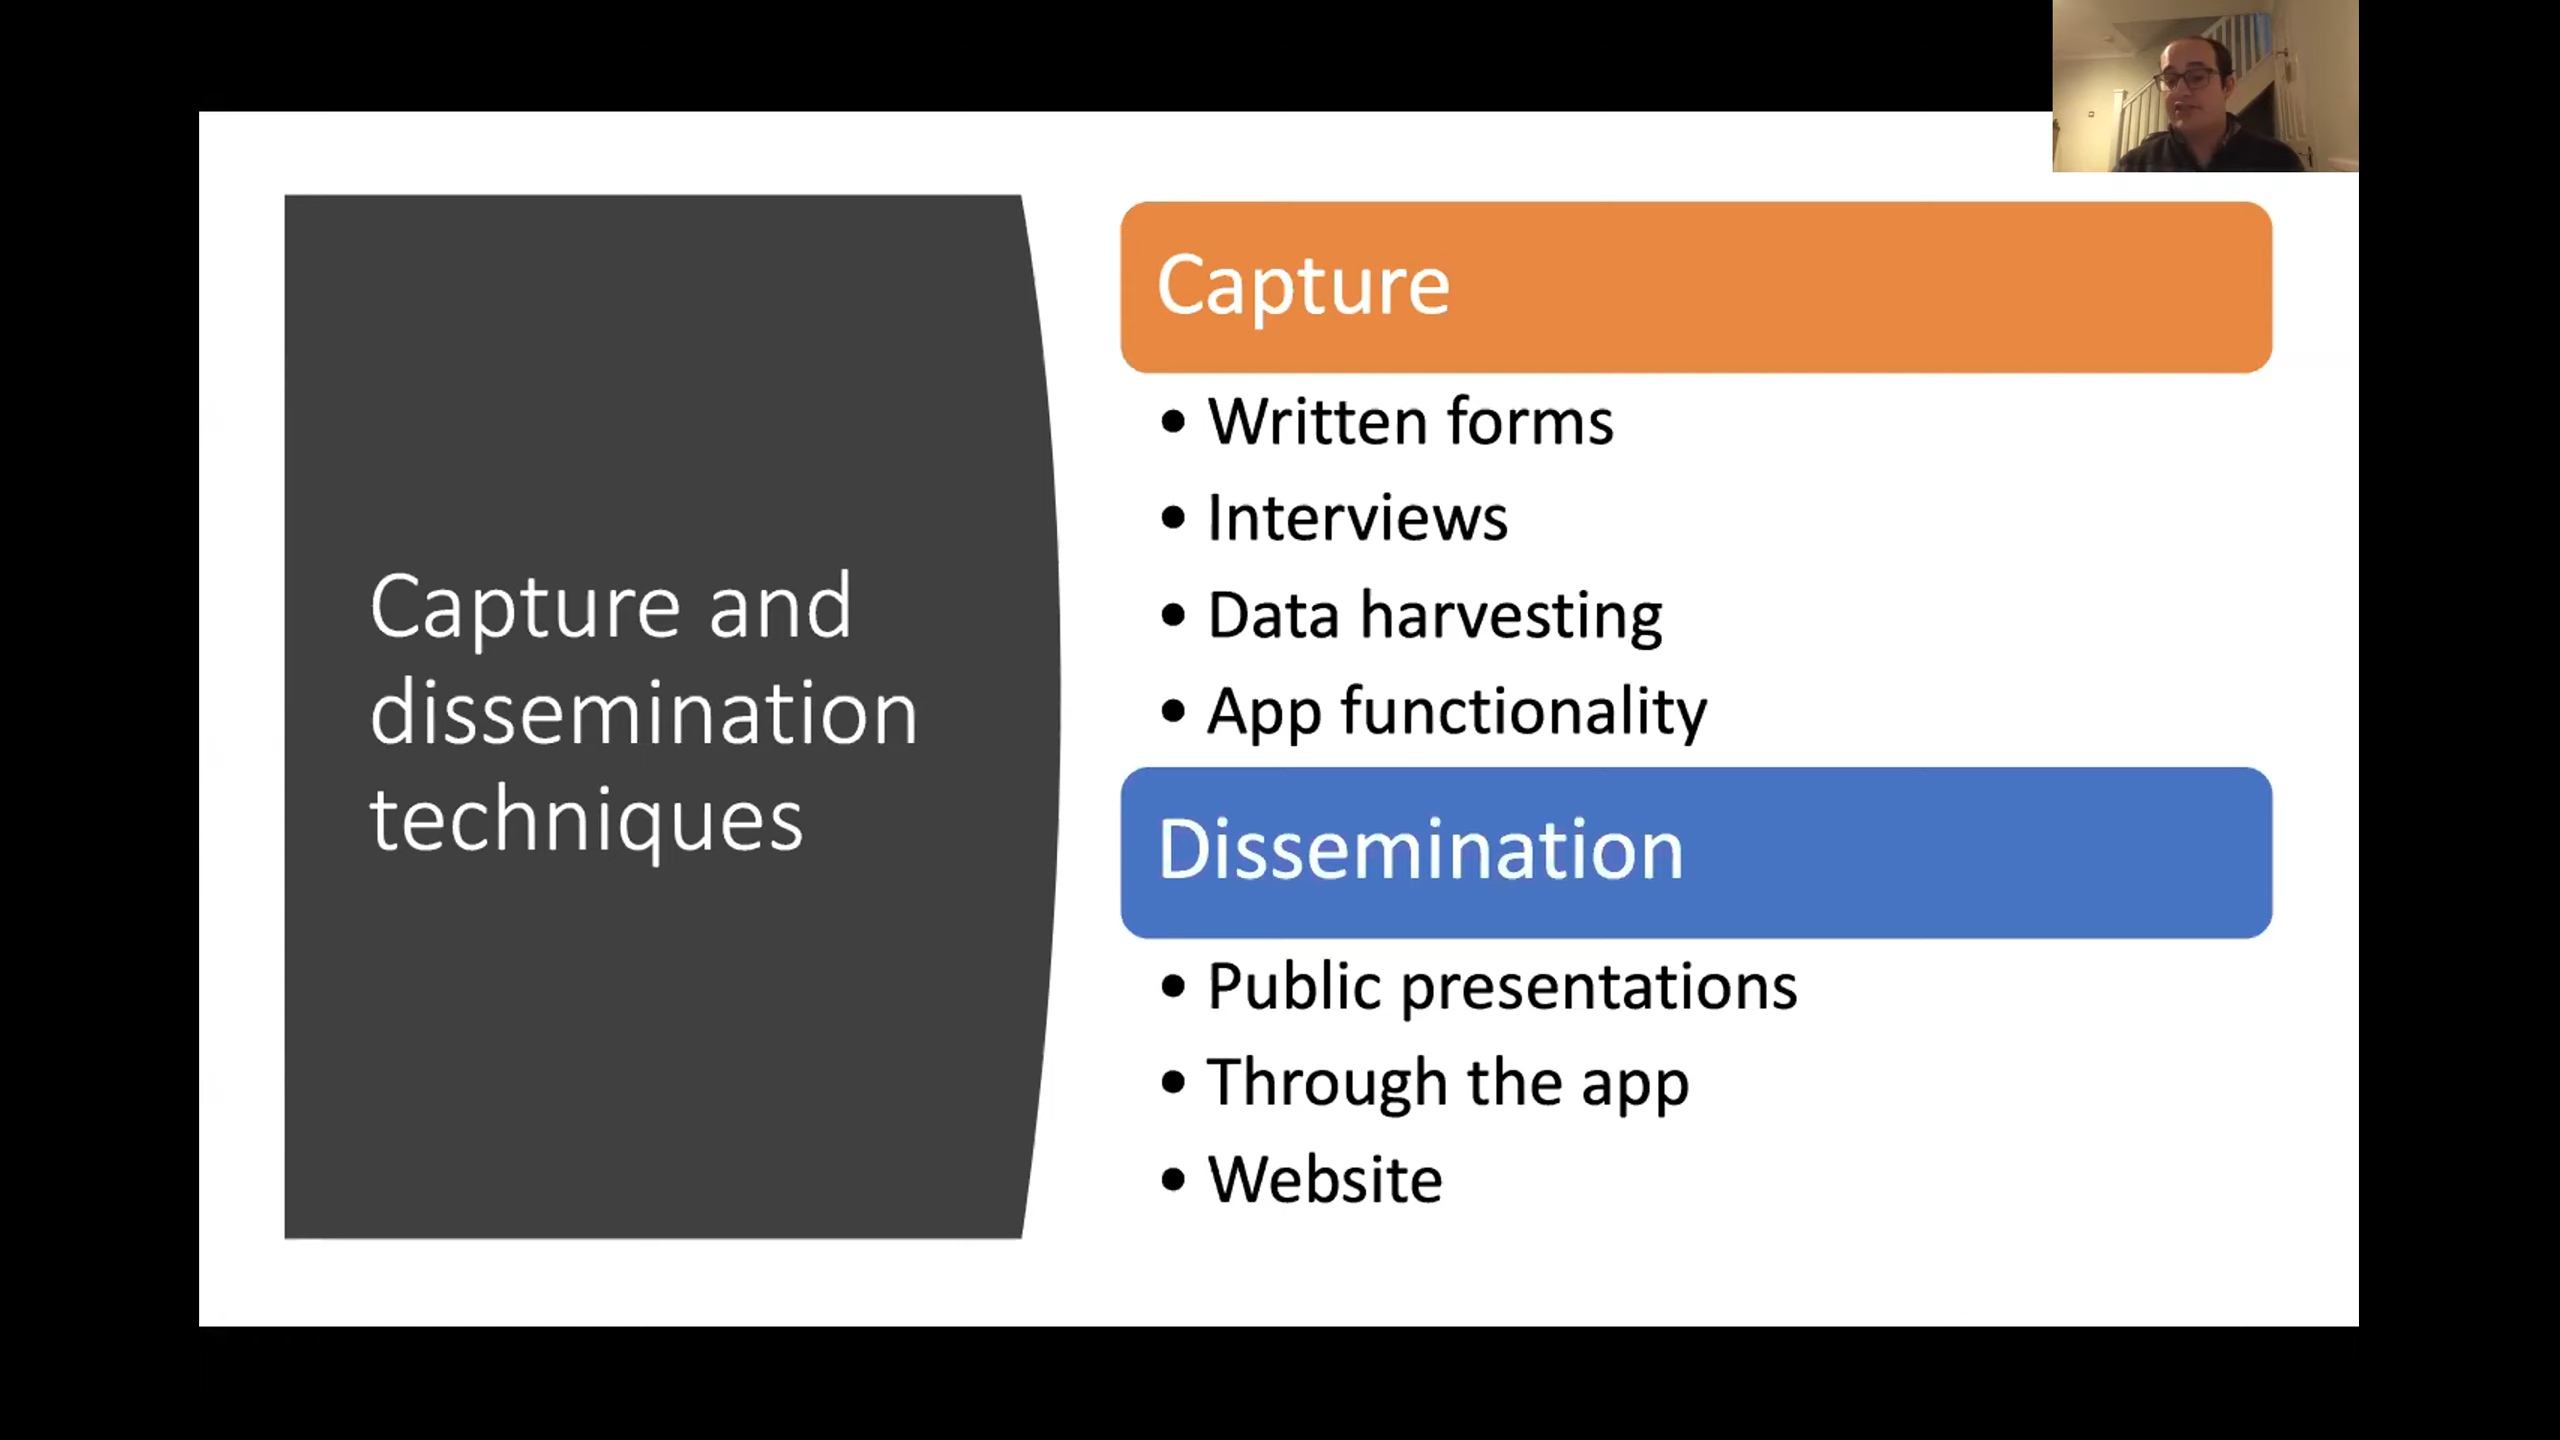 Capture and
dissemination
techniques
Capture
• Written forms
• Interviews
• Data harvesting
• App functionality
Dissemination
• Public presentations
• Through the app
• Website